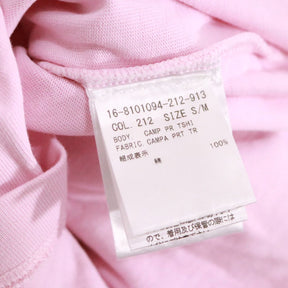 16-8101094-212-913
COL. 212 SIZE S/M
BODY CAMP PR TSHI
FABRIC. CAMPA PRT TR
組成表示 100%
綿
ので、着用及び保管の際に